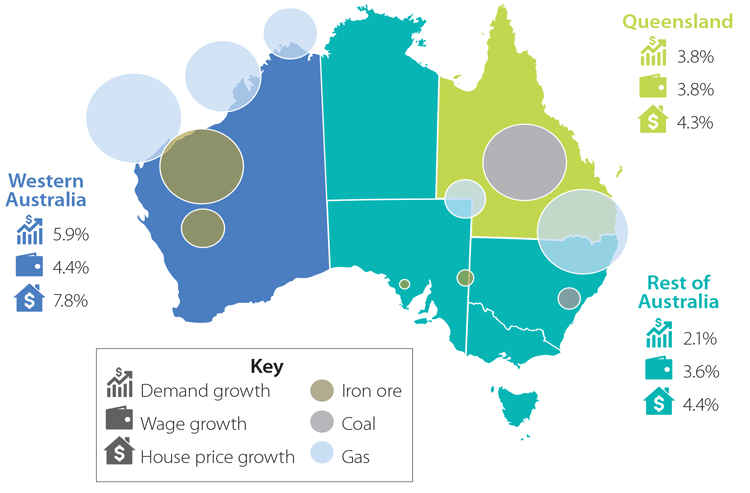 Queensland
3.8%
3.8%
4.3%
Western
Australia
5.9%
4.4%
7.8%
Rest of
Australia
2.1%
3.6%
4.4%
Key
Demand growth
Wage growth
House price growth
Iron ore
Coal
Gas